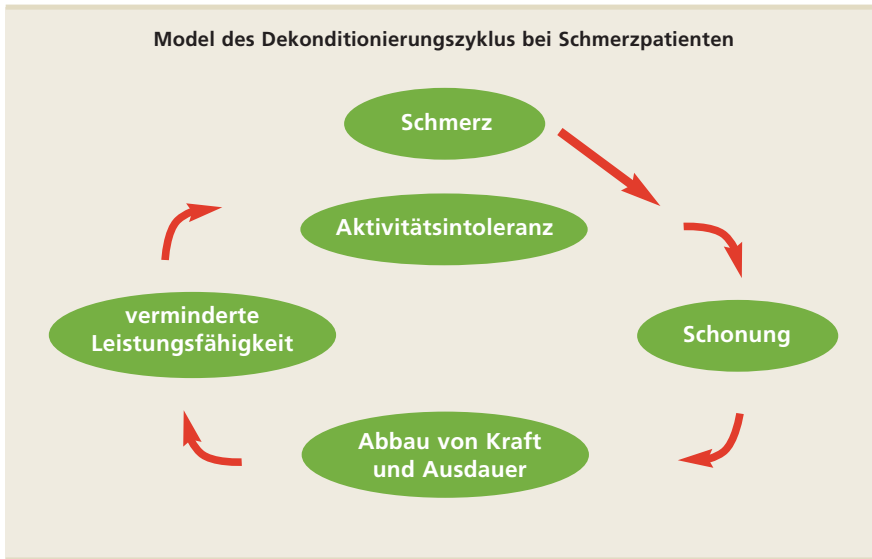 Model des Dekonditionierungszyklus bei Schmerzpatienten
Schmerz
Aktivitätsintoleranz
verminderte
Leistungsfähigkeit
Schonung
Abbau von Kraft
und Ausdauer